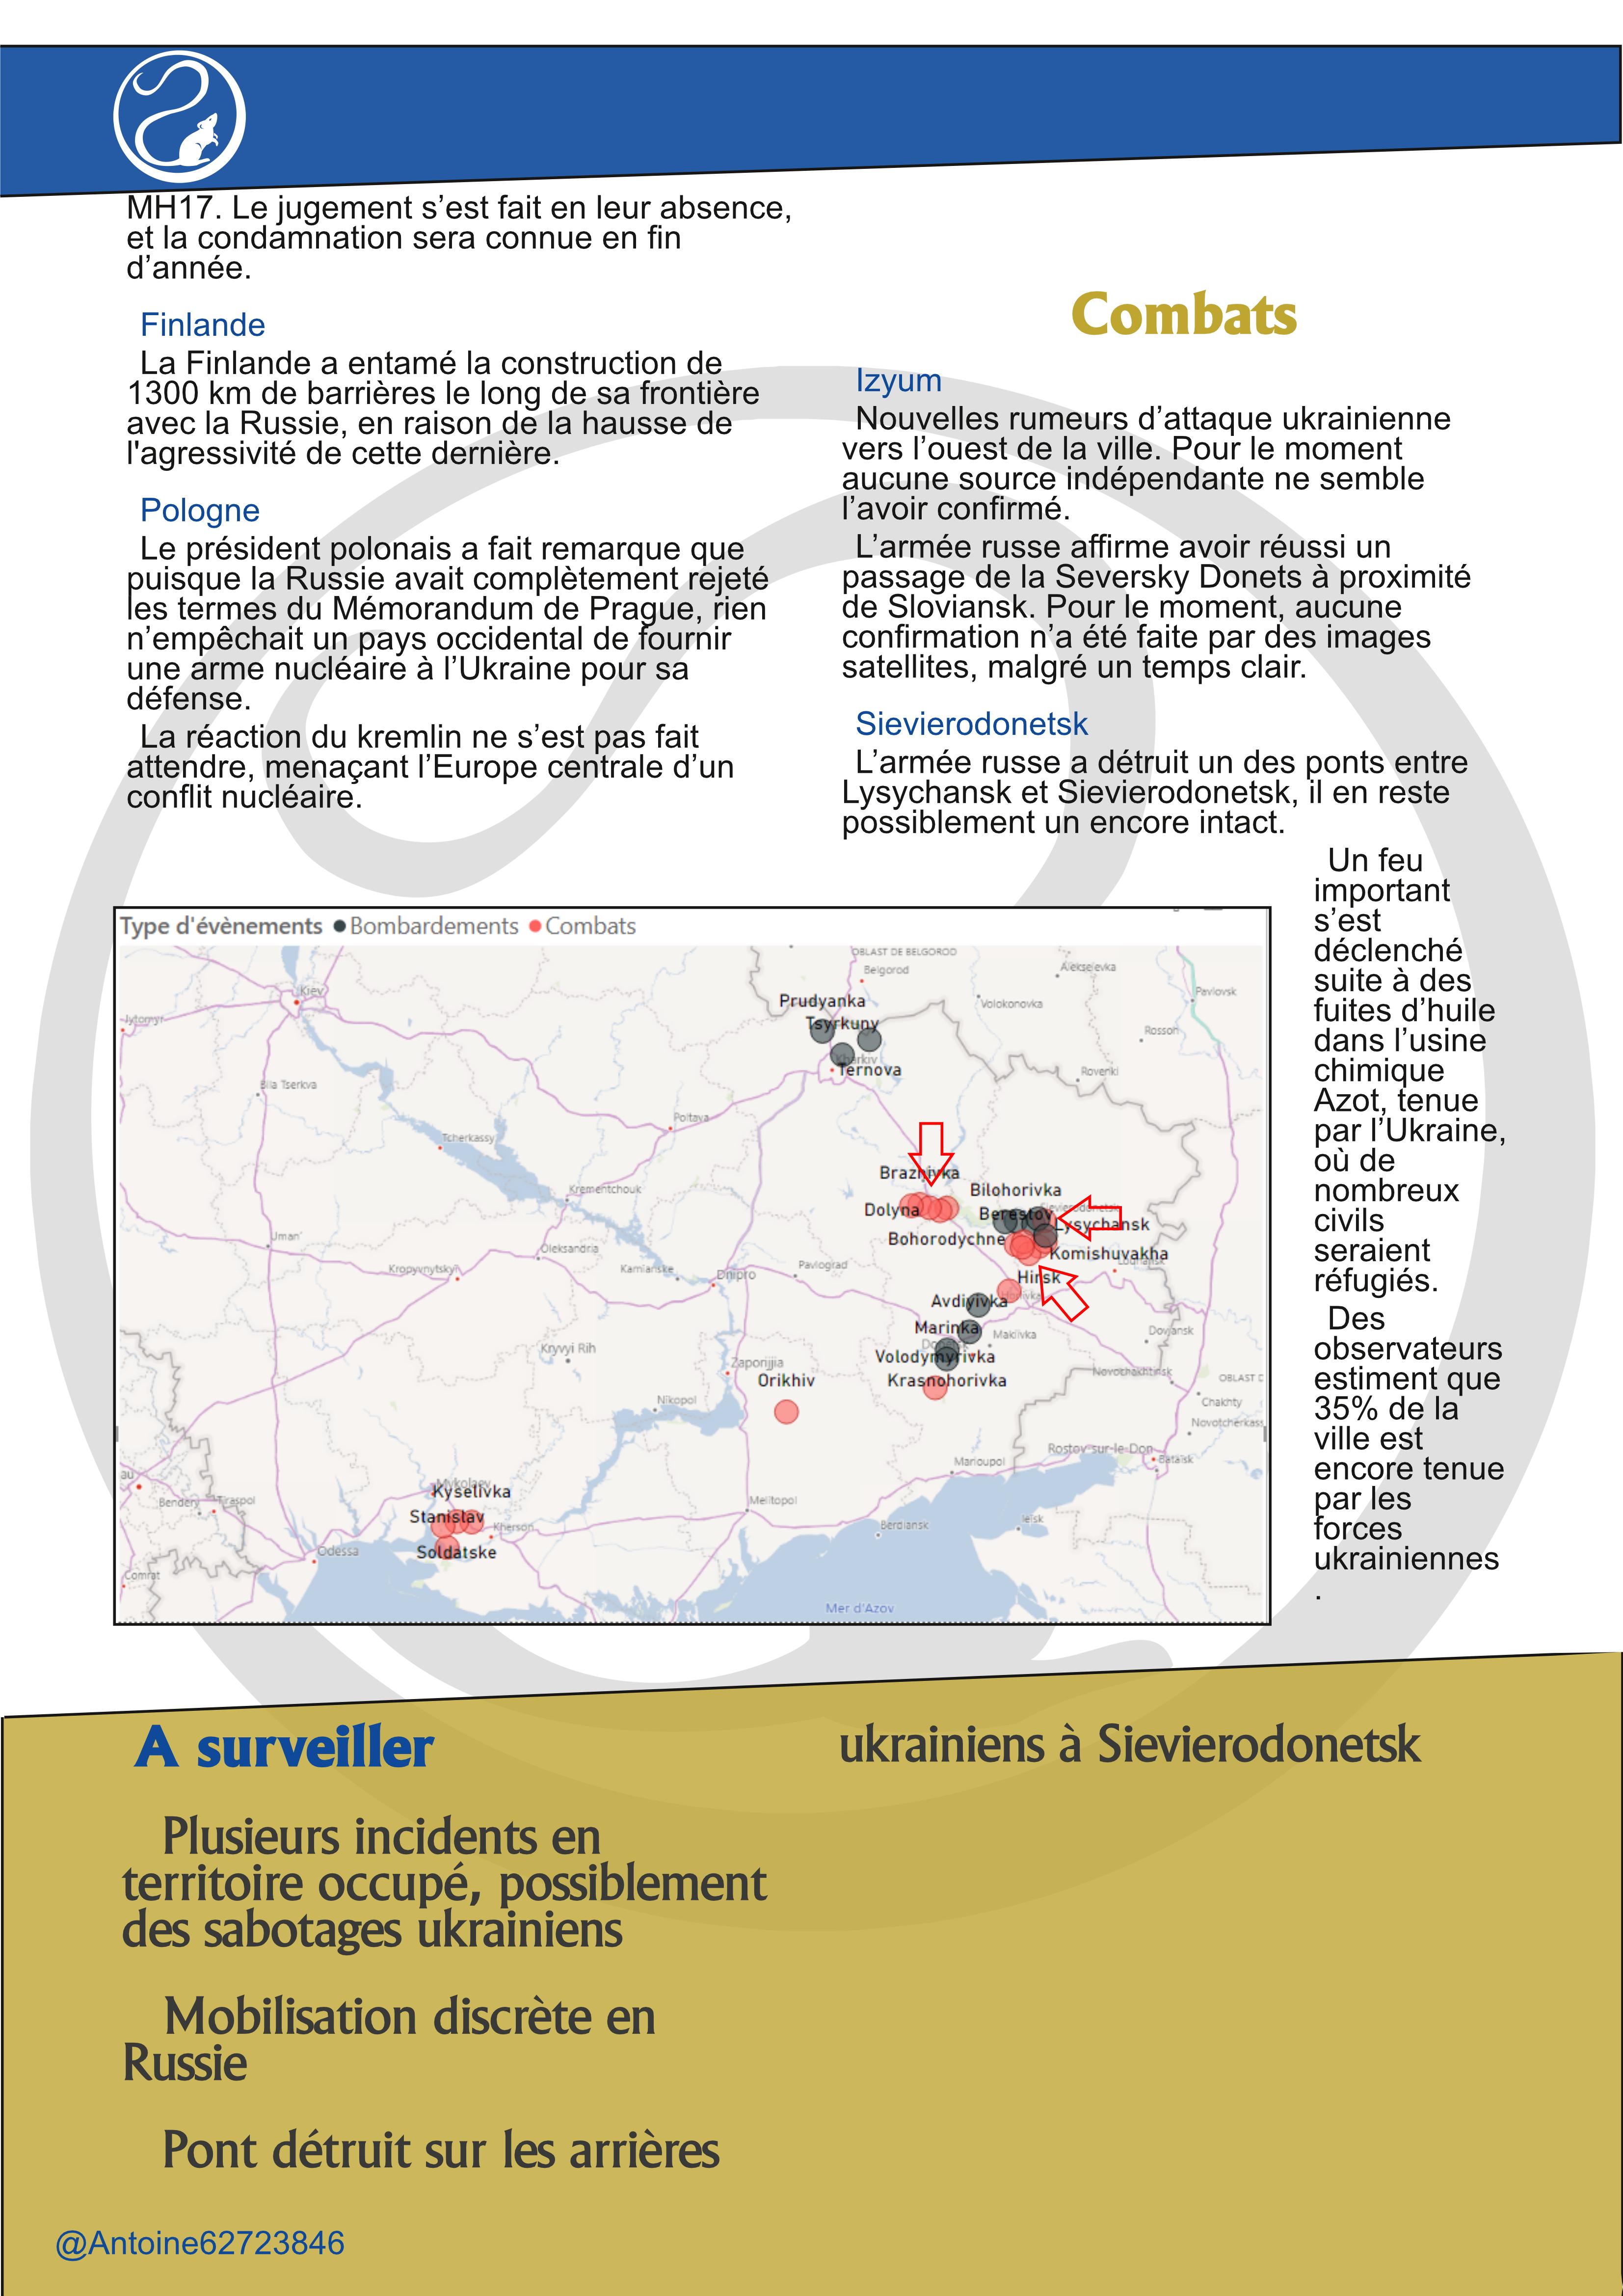 MH17. Le jugement s’est fait en leur absence,
et la condamnation sera connue en fin
d’année.
Finlande
La Finlande a entamé la construction de
1300 km de barrières le long de sa frontière
avec la Russie, en raison de la hausse de
l'agressivité de cette dernière.
Pologne
Le président polonais a fait remarque que
puisque la Russie avait complètement rejeté
les termes du Mémorandum de Prague, rien
n’empêchait un pays occidental de fournir
une arme nucléaire à l’Ukraine pour sa
défense.
La réaction du kremlin ne s’est pas fait
attendre, menaçant l’Europe centrale d’un
conflit nucléaire.
Combats
Izyum
Nouvelles rumeurs d’attaque ukrainienne
vers l’ouest de la ville. Pour le moment
aucune source indépendante ne semble
l’avoir confirmé.
L’armée russe affirme avoir réussi un
passage de la Seversky Donets à proximité
de Sloviansk. Pour le moment, aucune
confirmation n’a été faite par des images
satellites, malgré un temps clair.
Sievierodonetsk
L’armée russe a détruit un des ponts entre
Lysychansk et Sievierodonetsk, il en reste
possiblement un encore intact.
Un feu
important
s’est
déclenché
suite à des
fuites d’huile
dans l’usine
chimique
Azot, tenue
par l’Ukraine,
où de
nombreux
civils
seraient
réfugiés.
Des
observateurs
estiment que
35% de la
ville est
encore tenue
par les
forces
ukrainiennes
.
Type d'évènements Bombardements Combats
OBLAST DE BELGOROD
Belgorod
Alekseïevka
Kiev
Prudyanka
Volokonovka
Pavlovsk
Jytomyr
Tsyrkuny
Rosson
Kharkiv
Ternova
Rovenki
Bila Tserkva
Poltava
Tcherkassy
Brazhivka
Krementchouk
Bilohorivka
Dolyna
Berestov
Lysychansk
Uman'
Oleksandria
Bohorodychne
Komishuvakha
Kropyvnytskyï
Kamianske
Dnipro
Pavlograd
Louhansk
Hirsk
Avdiyivka
Marinka
Makiïvka
Dovjansk
Kryvyi Rih
Zaporijjia
Volodymyrivka
Novochakhtinsk
OBLAST D
Orikhiv
Krasnohorivka
Nikopol
Chakhty
Novotcherkass
Rostov-sur-le-Don
Bataïsk
Marioupol
au
Mykolaev
Kyselivka
Bendery
Tiraspol
Melitopol
Stanislav
Kherson
Berdiansk
Ieïsk
Odessa
Soldatske
Comrat
Mer d'Azov
A surveiller
Plusieurs incidents en
territoire occupé, possiblement
des sabotages ukrainiens
Mobilisation discrète en
Russie
Pont détruit sur les arrières
ukrainiens à Sievierodonetsk
@Antoine62723846